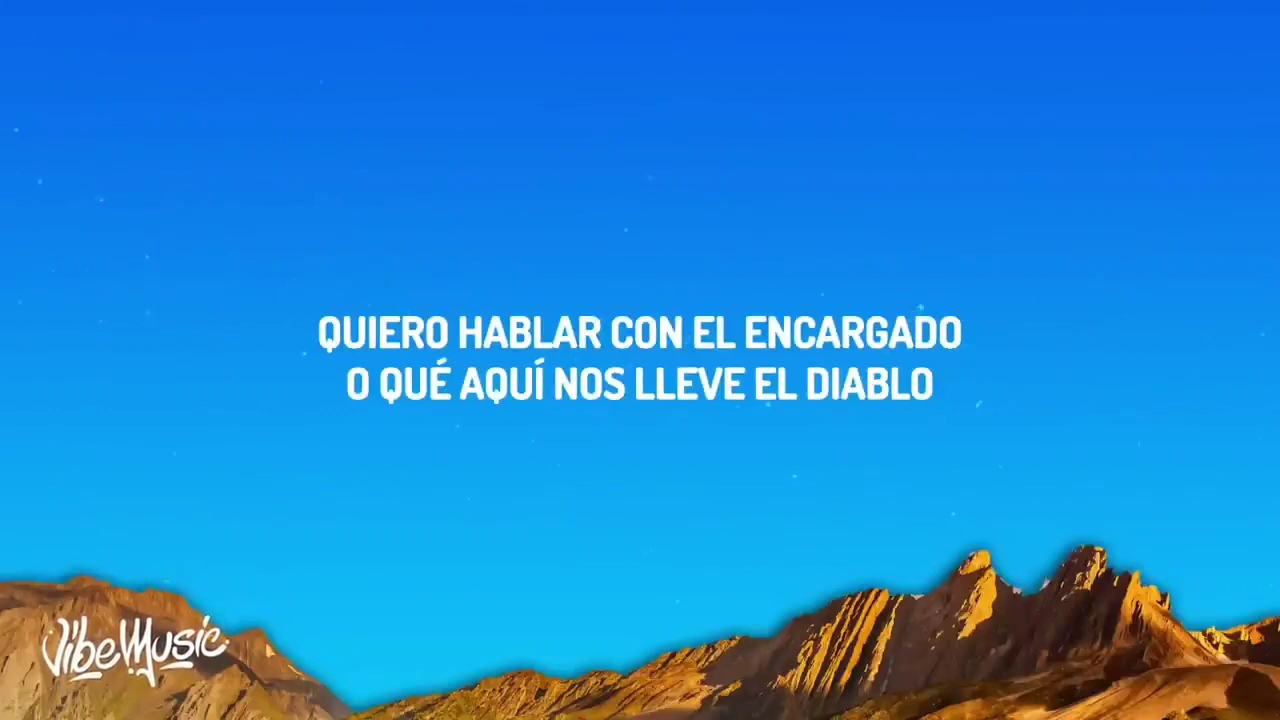 QUIERO HABLAR CON EL ENCARGADO
O QUÉ AQUÍ NOS LLEVE EL DIABLO
VibeMusic